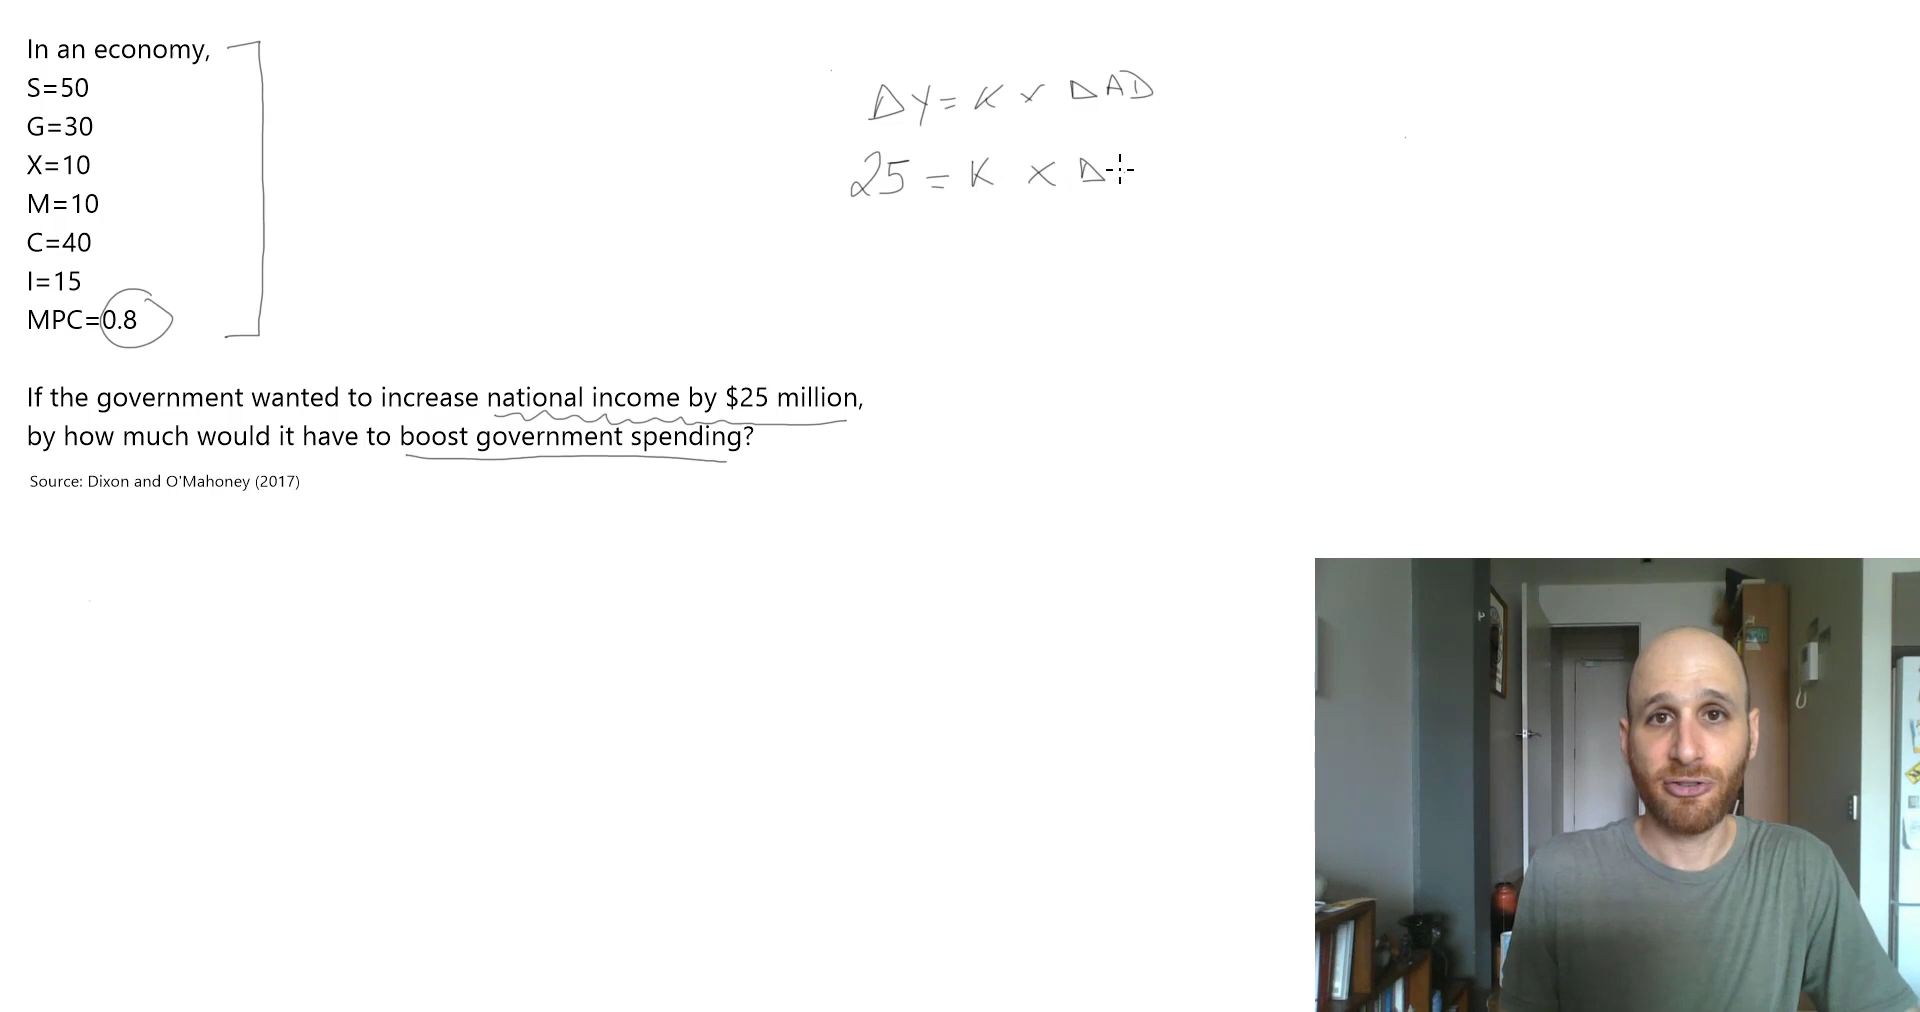 In an economy,
S=50
G=30
X=10
M=10
C=40
I=15
MPC=0.8
If the government wanted to increase national income by $25 million,
by how much would it have to boost government spending?
Source: Dixon and O'Mahoney (2017)
ΔY = K × ΔAD
25 = K × Δ